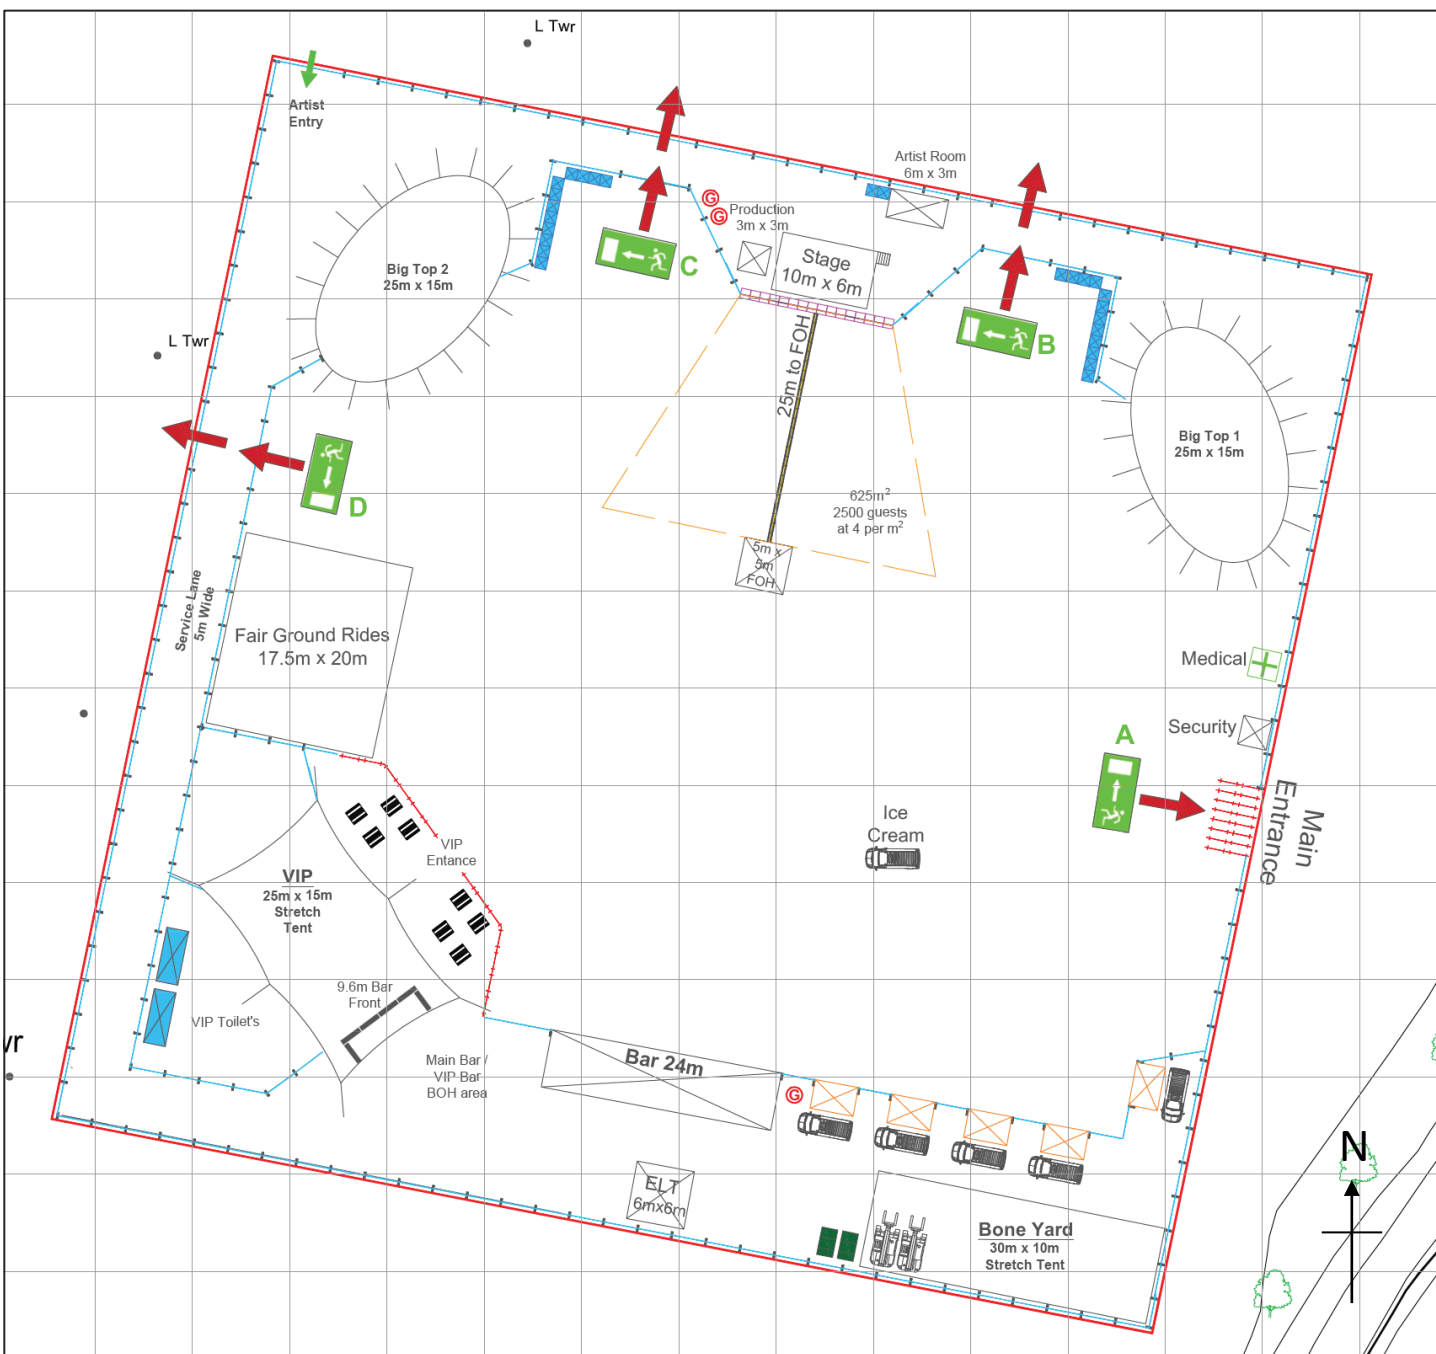 L Twr
Artist
Entry
Artist Room
6m x 3m
G
G
Production
3m x 3m
C
Stage
10m x 6m
Big Top 2
25m x 15m
B
L Twr
25m to FOH
Big Top 1
25m x 15m
D
625m²
2500 guests
at 4 per m²
5m x
5m
FOH
Service Lane
5m Wide
Fair Ground Rides
17.5m x 20m
Medical
Security
A
Main
Entrance
Ice
Cream
VIP
Entance
VIP
25m x 15m
Stretch
Tent
9.6m Bar
Front
VIP Toilet's
Main Bar /
VIP Bar
BOH area
Bar 24m
G
ELT
6mx6m
Bone Yard
30m x 10m
Stretch Tent
N